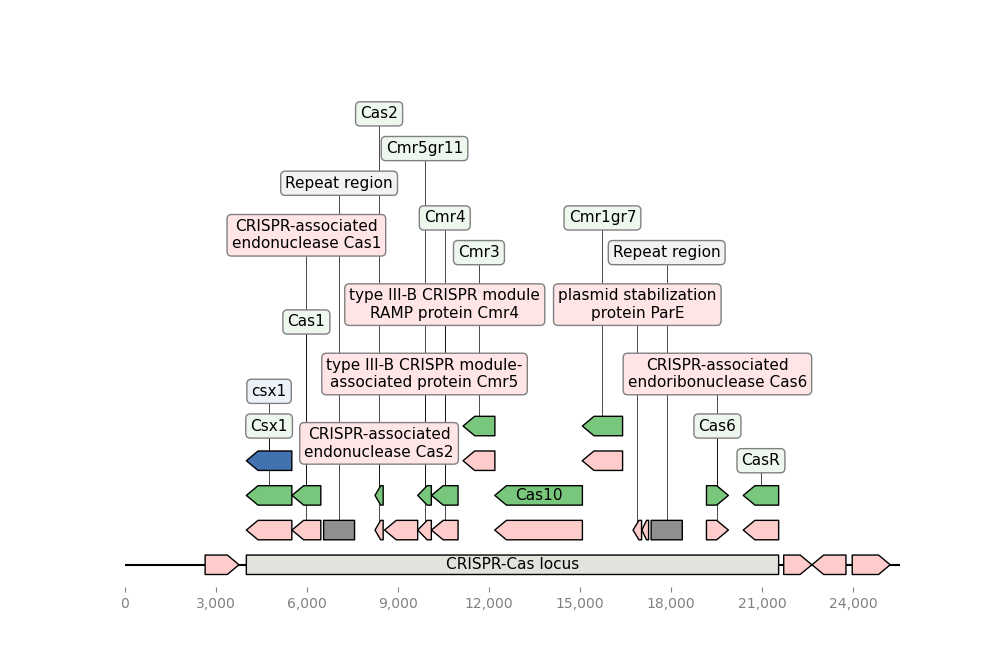 Cas2
Cmr5gr11
Repeat region
Cmr4
Cmr1gr7
CRISPR-associated
endonuclease Cas1
Cmr3
Repeat region
type III-B CRISPR module
RAMP protein Cmr4
plasmid stabilization
protein ParE
Cas1
type III-B CRISPR module-
associated protein Cmr5
CRISPR-associated
endoribonuclease Cas6
csx1
Csx1
CRISPR-associated
endonuclease Cas2
Cas6
CasR
Cas10
CRISPR-Cas locus
0 3,000 6,000 9,000 12,000 15,000 18,000 21,000 24,000